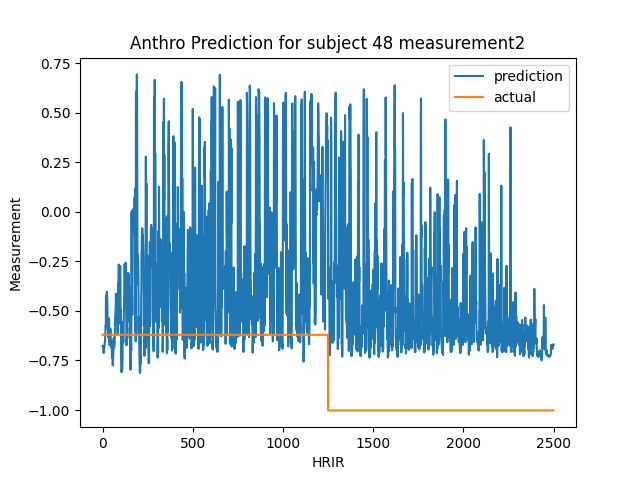 Anthro Prediction for subject 48 measurement2
prediction
actual
Measurement
0.75
0.50
0.25
0.00
−0.25
−0.50
−0.75
−1.00
0 500 1000 1500 2000 2500
HRIR